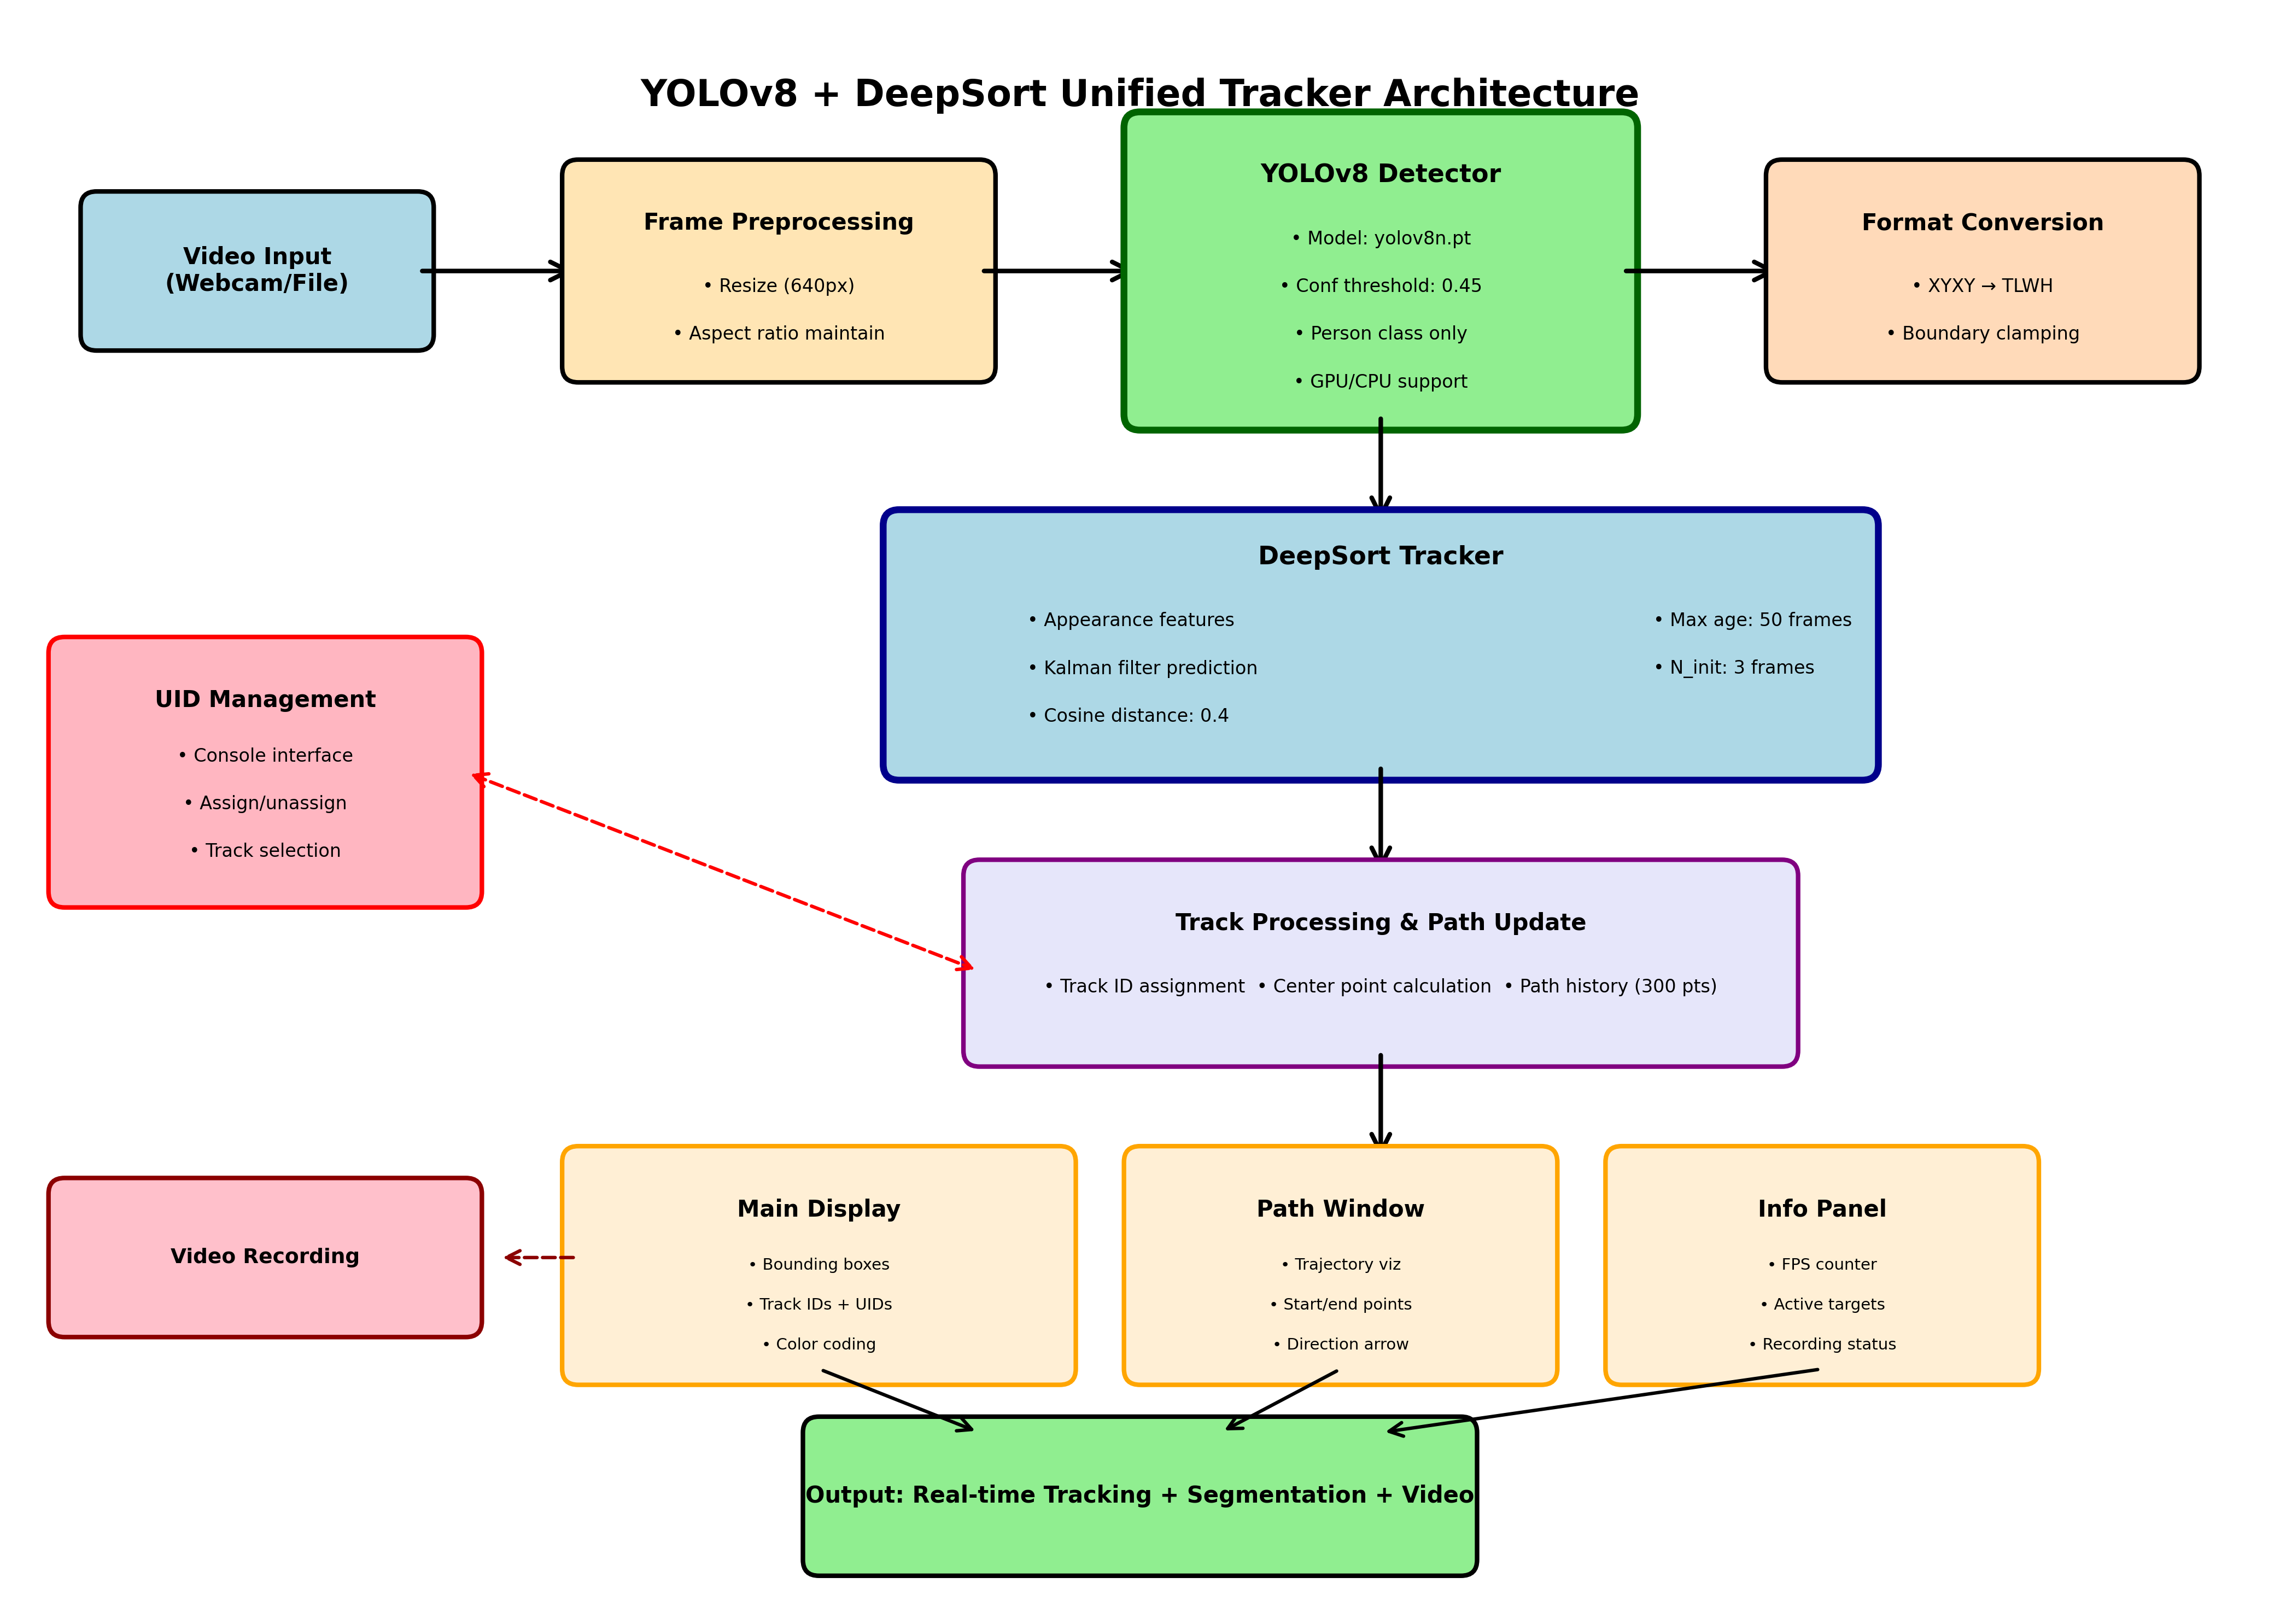 YOLOv8 + DeepSort Unified Tracker Architecture
Video Input
(Webcam/File)
Frame Preprocessing
• Resize (640px)
• Aspect ratio maintain
YOLOv8 Detector
• Model: yolov8n.pt
• Conf threshold: 0.45
• Person class only
• GPU/CPU support
Format Conversion
• XYXY → TLWH
• Boundary clamping
DeepSort Tracker
• Appearance features
• Kalman filter prediction
• Cosine distance: 0.4
• Max age: 50 frames
• N_init: 3 frames
UID Management
• Console interface
• Assign/unassign
• Track selection
Track Processing & Path Update
• Track ID assignment • Center point calculation • Path history (300 pts)
Video Recording
Main Display
• Bounding boxes
• Track IDs + UIDs
• Color coding
Path Window
• Trajectory viz
• Start/end points
• Direction arrow
Info Panel
• FPS counter
• Active targets
• Recording status
Output: Real-time Tracking + Segmentation + Video